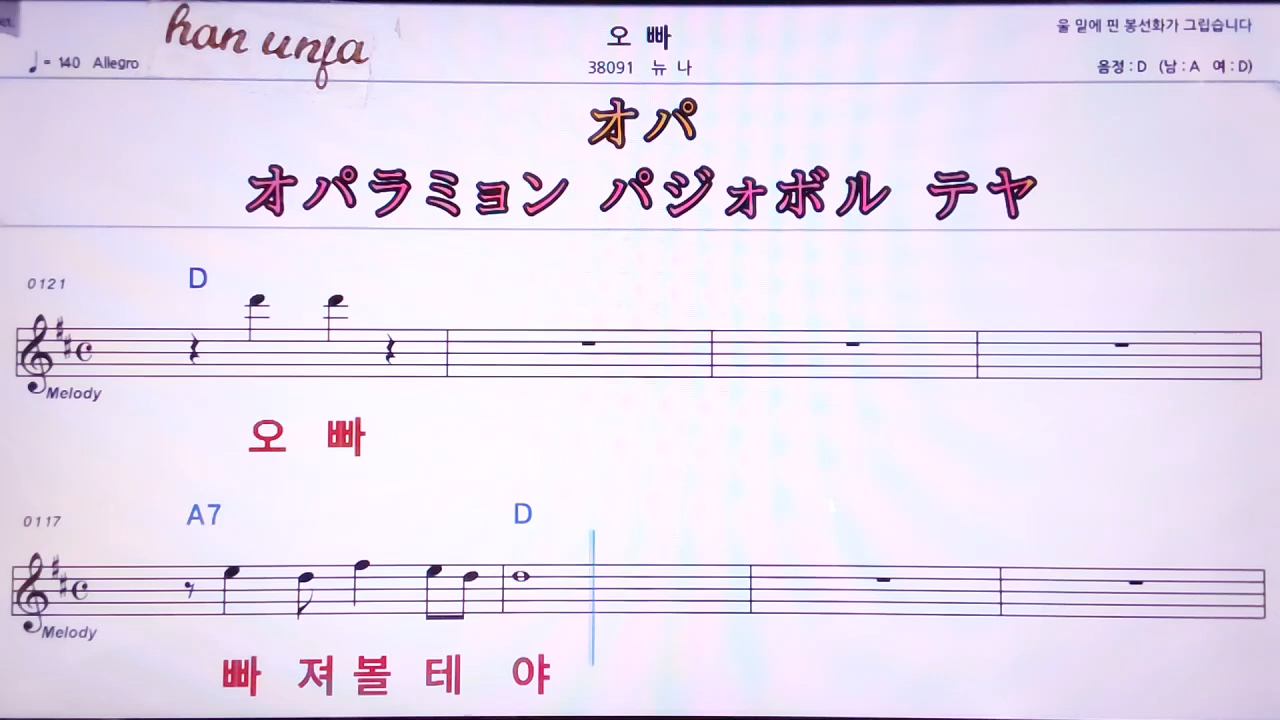 han unfa
오 빠
울 밑에 핀 봉선화가 그립습니다
♩= 140 Allegro
38091 뉴 나
음정 : D (남 : A 여 : D)
オパ
オパラミョン パジォボル テヤ
0121
D
Melody
오 빠
0117
A7 D
Melody
빠 져 볼 테 야